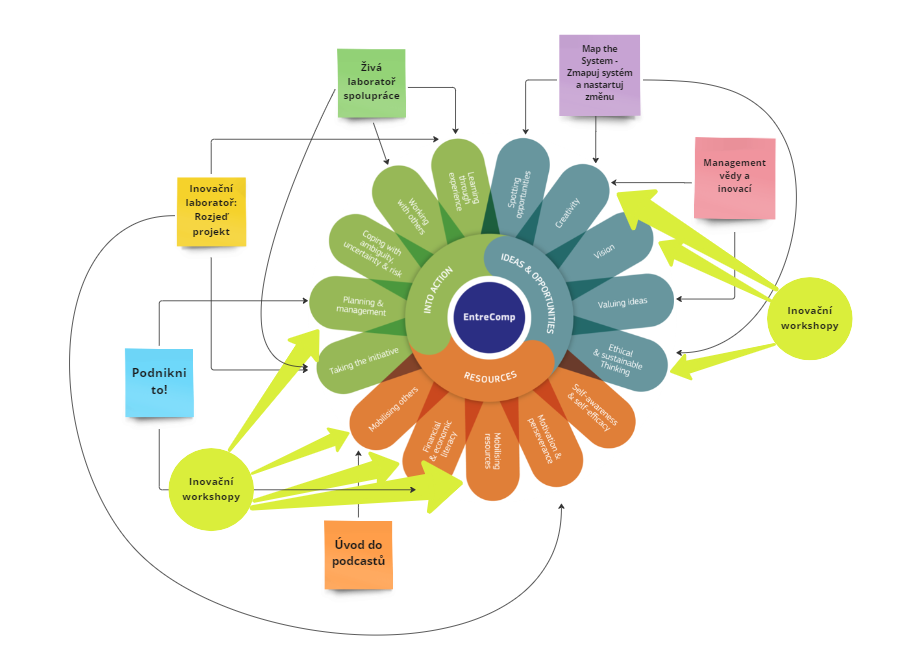 Živá
laboratoř
spolupráce
Map the
System -
Zmapuj systém
a nastartuj
změnu
Management
vědy a
inovací
Inovační
laboratoř:
Rozjeď
projekt
Learning
through
experience
Spotting
opportunities
Working
with others
Creativity
Coping with
ambiguity,
uncertainty & risk
Vision
INTO ACTION
IDEAS & OPPORTUNITIES
Planning &
management
Valuing ideas
EntreComp
Inovační
workshopy
Taking the initiative
Ethical
& sustainable
Thinking
Podnikni
to!
RESOURCES
Mobilising others
Self-awareness
& self-efficacy
Financial
& economic
literacy
Mobilising
resources
Motivation &
perseverance
Inovační
workshopy
Úvod do
podcastů